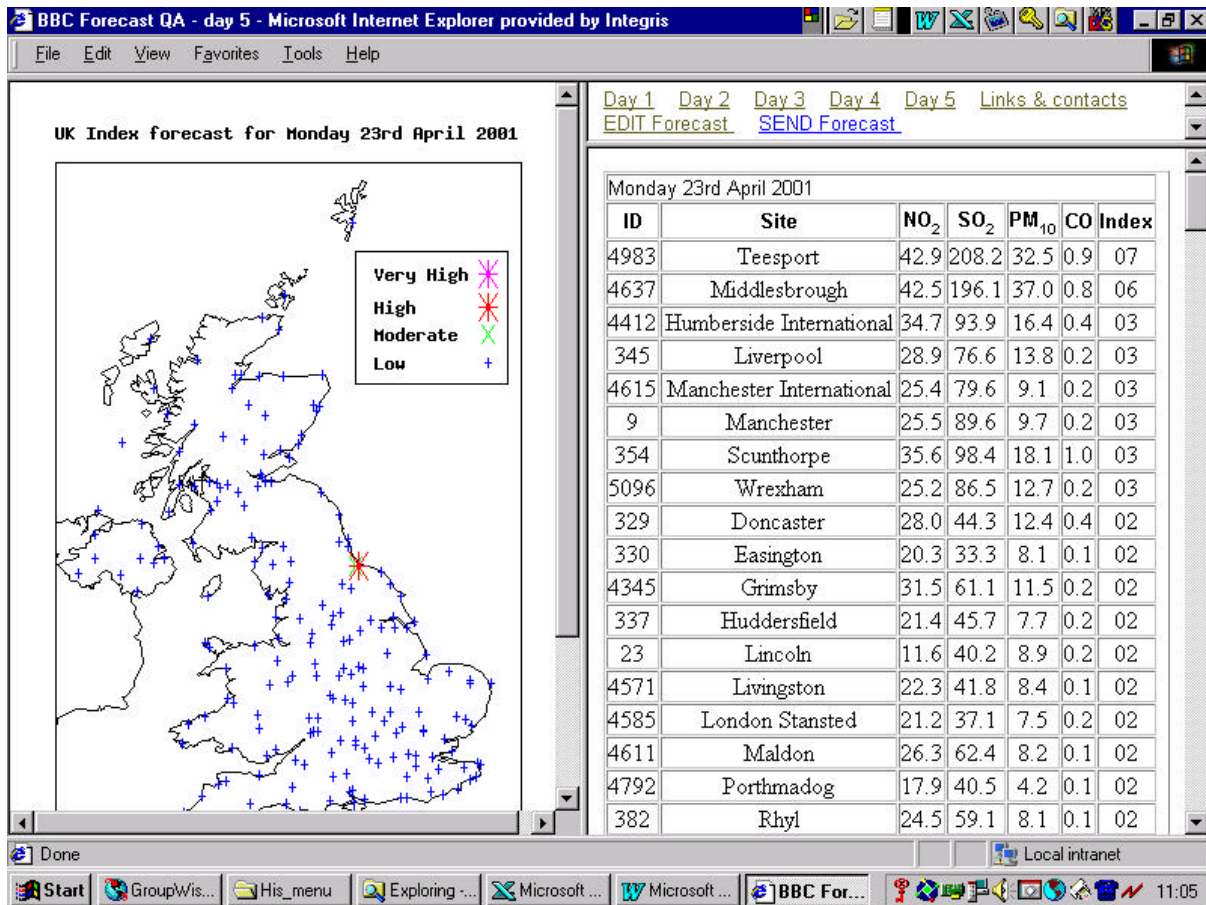 BBC Forecast QA - day 5 - Microsoft Internet Explorer provided by Integris
File Edit View Favorites Tools Help
UK Index forecast for Monday 23rd April 2001
Very High
High
Moderate
Low
Day 1 Day 2 Day 3 Day 4 Day 5 Links & contacts
EDIT Forecast SEND Forecast
Monday 23rd April 2001
ID Site NO2 SO2 PM10 CO Index
4983 Teesport 42.9 208.2 32.5 0.9 07
4637 Middlesbrough 42.5 196.1 37.0 0.8 06
4412 Humberside International 34.7 93.9 16.4 0.4 03
345 Liverpool 28.9 76.6 13.8 0.2 03
4615 Manchester International 25.4 79.6 9.1 0.2 03
9 Manchester 25.5 89.6 9.7 0.2 03
354 Scunthorpe 35.6 98.4 18.1 1.0 03
5096 Wrexham 25.2 86.5 12.7 0.2 03
329 Doncaster 28.0 44.3 12.4 0.4 02
330 Easington 20.3 33.3 8.1 0.1 02
4345 Grimsby 31.5 61.1 11.5 0.2 02
337 Huddersfield 21.4 45.7 7.7 0.2 02
23 Lincoln 11.6 40.2 8.9 0.2 02
4571 Livingston 22.3 41.8 8.4 0.1 02
4585 London Stansted 21.2 37.1 7.5 0.2 02
4611 Maldon 26.3 62.4 8.2 0.1 02
4792 Porthmadog 17.9 40.5 4.2 0.1 02
382 Rhyl 24.5 59.1 8.1 0.1 02
Done Local intranet
Start GroupWis... His_menu Exploring -... Microsoft ... Microsoft ... BBC For... 11:05